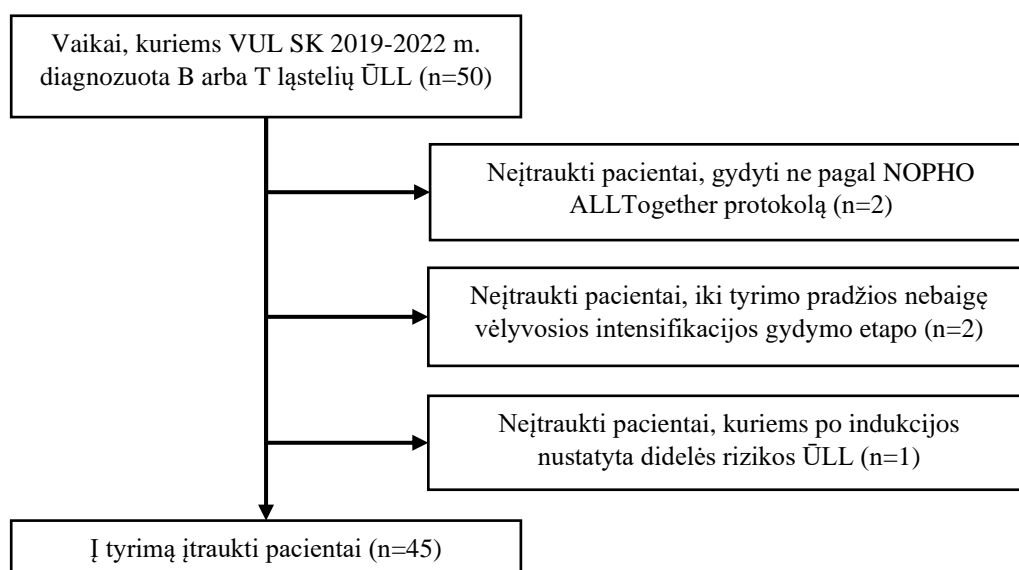 Vaikai, kuriems VUL SK 2019-2022 m.
diagnozuota B arba T ląstelių ŪLL (n=50)
Neįtraukti pacientai, gydyti ne pagal NOPHO
ALLTogether protokolą (n=2)
Neįtraukti pacientai, iki tyrimo pradžios nebaigę
vėlyvosios intensifikacijos gydymo etapo (n=2)
Neįtraukti pacientai, kuriems po indukcijos
nustatyta didelės rizikos ŪLL (n=1)
Į tyrimą įtraukti pacientai (n=45)